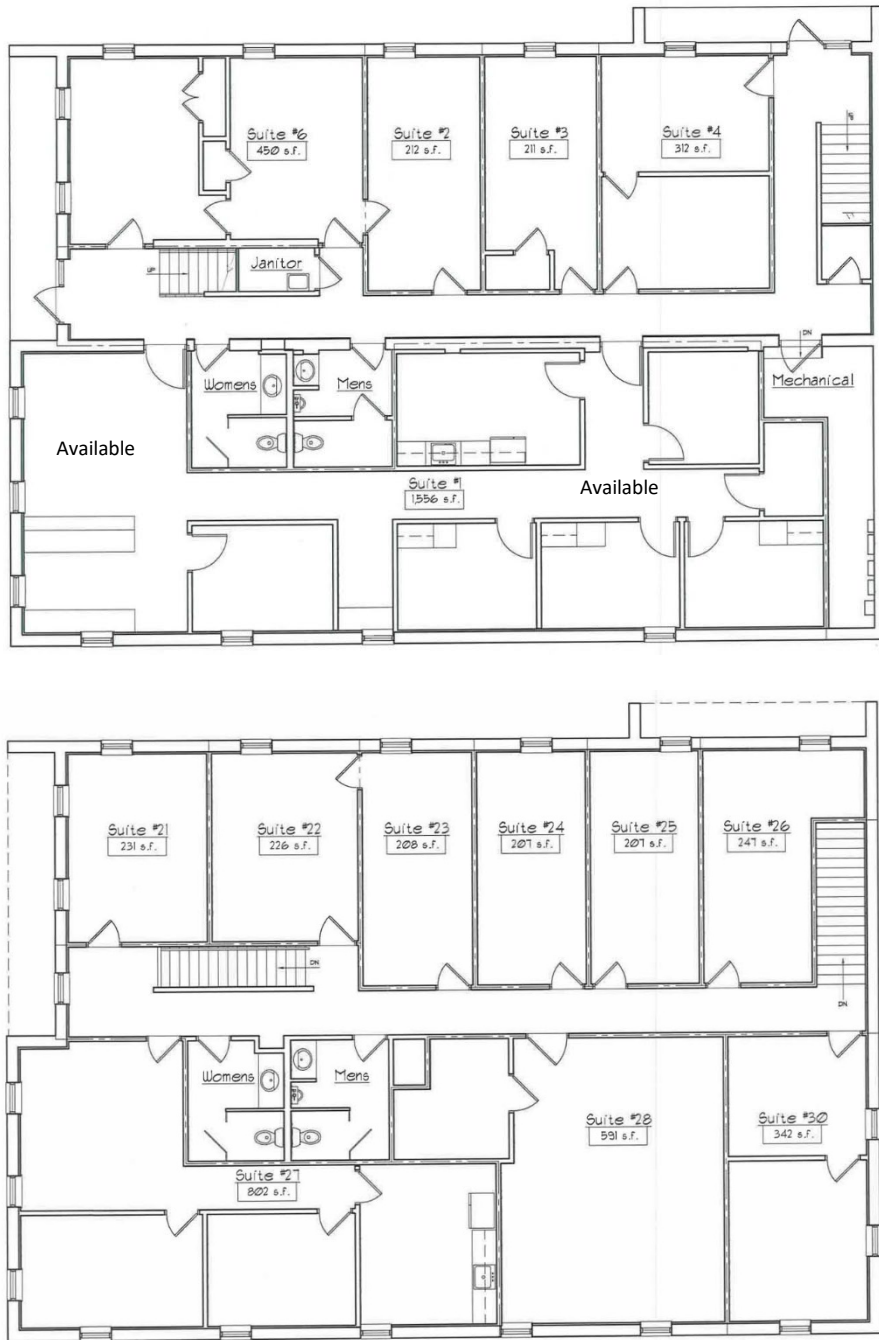 Suite #6
450 s.f.
Suite #2
212 s.f.
Suite #3
211 s.f.
Suite #4
312 s.f.
UP
UP
Janitor
DN
Womens
Mens
Mechanical
Available
Suite #1
1,556 s.f.
Available
Suite #21
231 s.f.
Suite #22
226 s.f.
Suite #23
208 s.f.
Suite #24
207 s.f.
Suite #25
207 s.f.
Suite #26
247 s.f.
DN
DN
Womens
Mens
Suite #28
591 s.f.
Suite #30
342 s.f.
Suite #27
802 s.f.